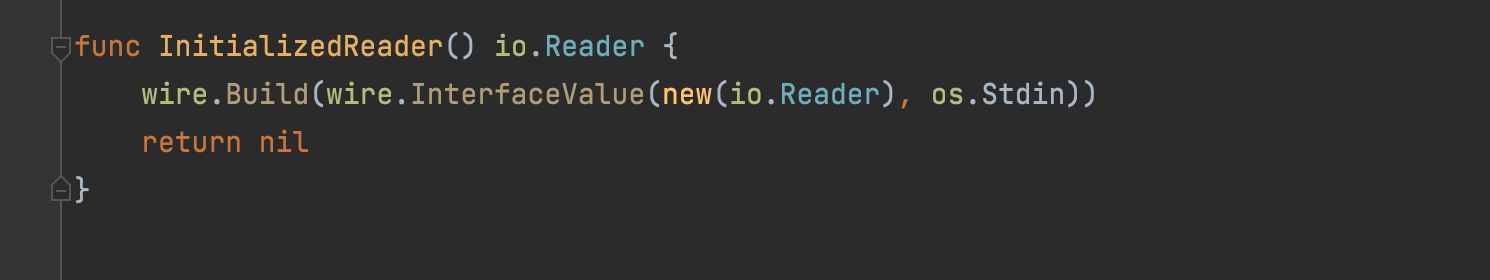 func InitializedReader() io.Reader {
    wire.Build(wire.InterfaceValue(new(io.Reader), os.Stdin))
    return nil
}